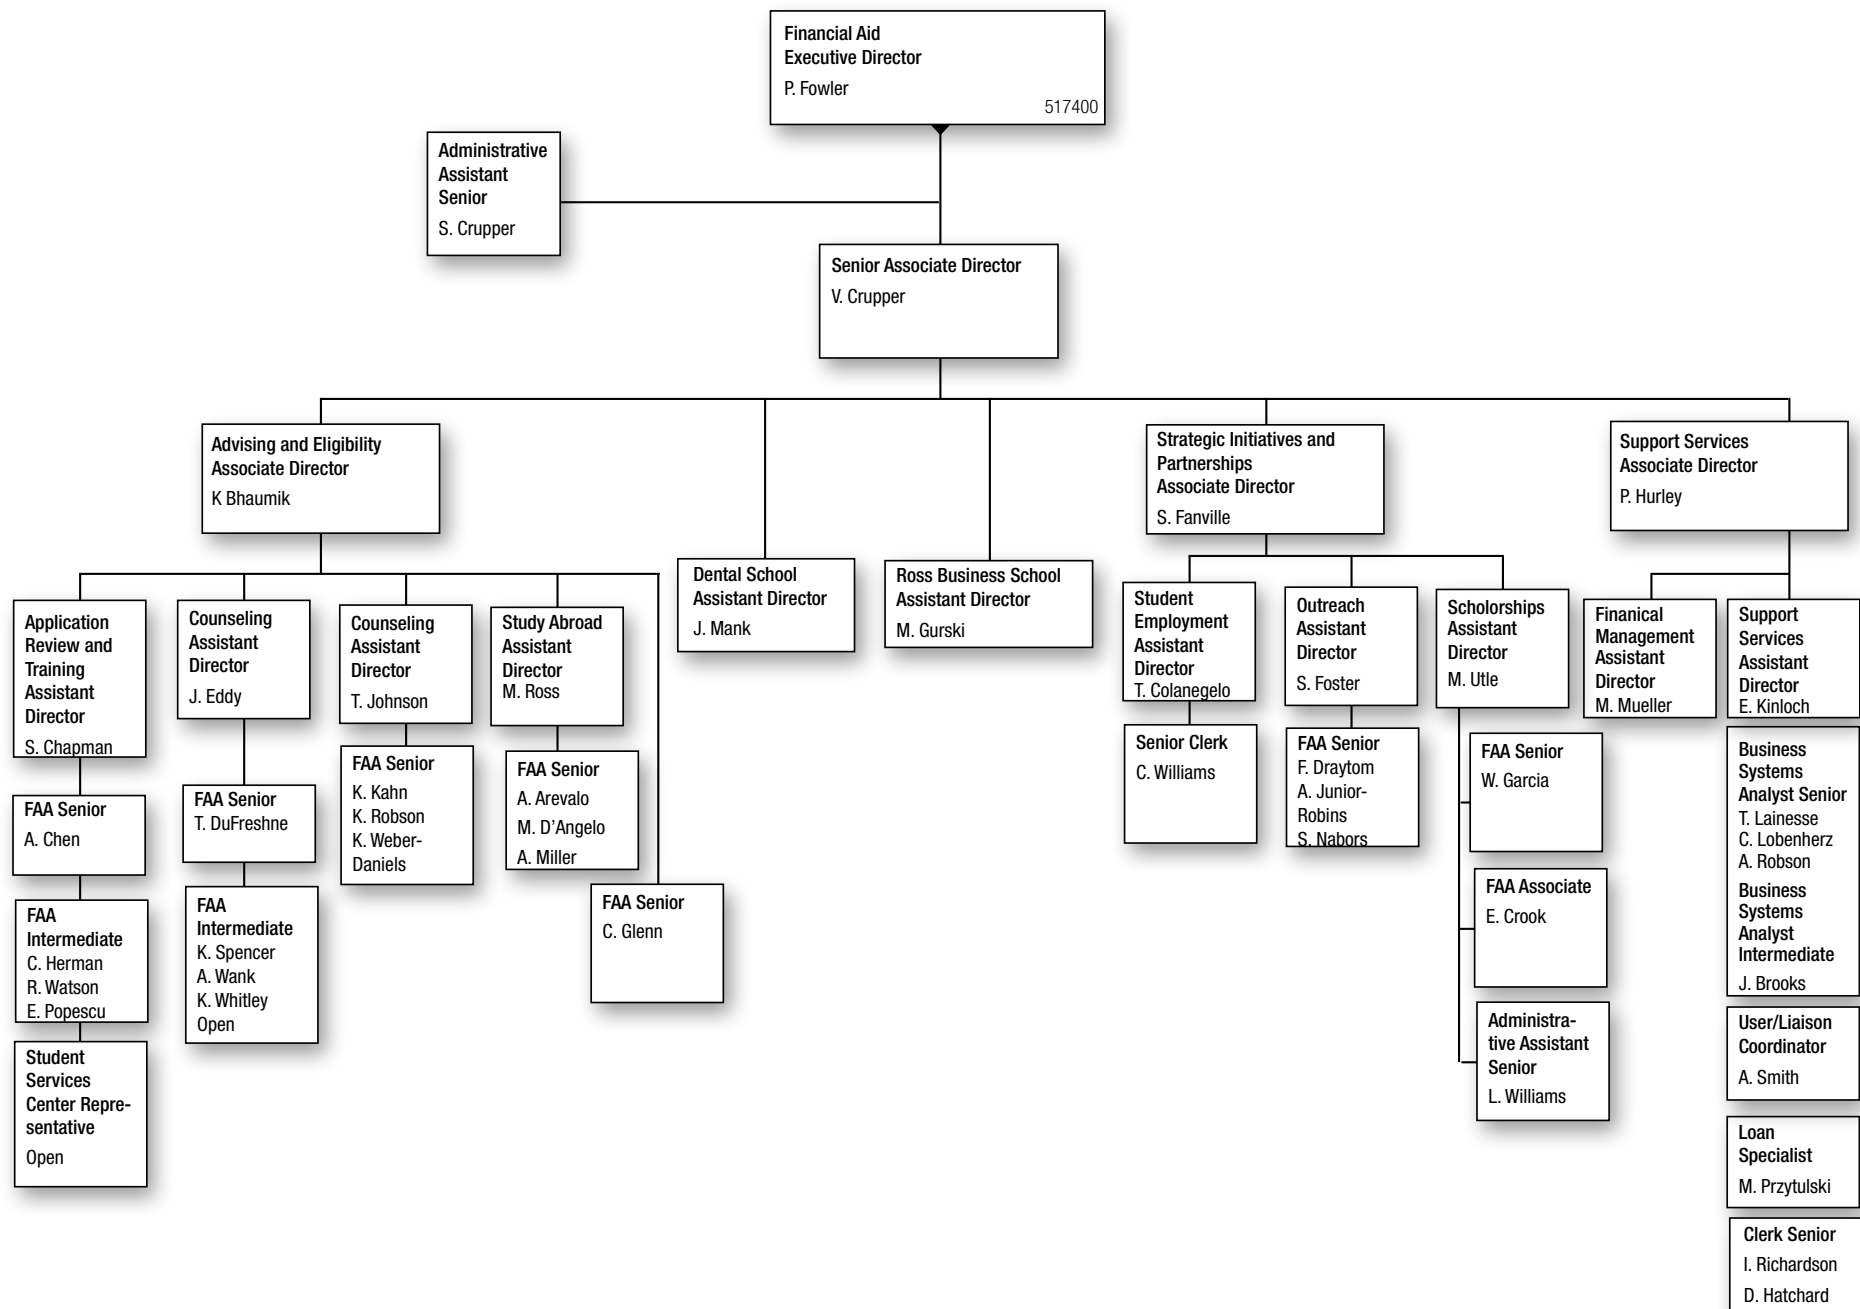 Financial Aid
Executive Director
P. Fowler
517400
Administrative
Assistant
Senior
S. Crupper
Senior Associate Director
V. Crupper
Advising and Eligibility
Associate Director
K Bhaumik
Strategic Initiatives and
Partnerships
Associate Director
S. Fanville
Support Services
Associate Director
P. Hurley
Dental School
Assistant Director
J. Mank
Ross Business School
Assistant Director
M. Gurski
Application
Review and
Training
Assistant
Director
S. Chapman
Counseling
Assistant
Director
J. Eddy
Counseling
Assistant
Director
T. Johnson
Study Abroad
Assistant
Director
M. Ross
Student
Employment
Assistant
Director
T. Colanegelo
Outreach
Assistant
Director
S. Foster
Scholorships
Assistant
Director
M. Utle
Finanical
Management
Assistant
Director
M. Mueller
Support
Services
Assistant
Director
E. Kinloch
FAA Senior
A. Chen
FAA Senior
T. DuFreshne
FAA Senior
K. Kahn
K. Robson
K. Weber-
Daniels
FAA Senior
A. Arevalo
M. D’Angelo
A. Miller
FAA Senior
C. Glenn
Senior Clerk
C. Williams
FAA Senior
F. Draytom
A. Junior-
Robins
S. Nabors
FAA Senior
W. Garcia
FAA Associate
E. Crook
Administra-
tive Assistant
Senior
L. Williams
Business
Systems
Analyst Senior
T. Lainesse
C. Lobenherz
A. Robson
Business
Systems
Analyst
Intermediate
J. Brooks
FAA
Intermediate
C. Herman
R. Watson
E. Popescu
FAA
Intermediate
K. Spencer
A. Wank
K. Whitley
Open
Student
Services
Center Repre-
sentative
Open
User/Liaison
Coordinator
A. Smith
Loan
Specialist
M. Przytulski
Clerk Senior
I. Richardson
D. Hatchard